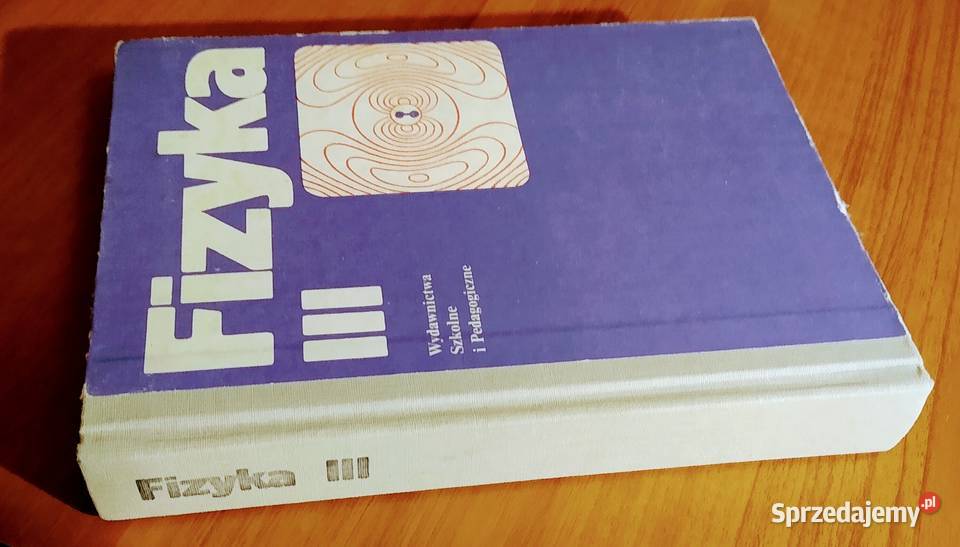 Fizyka
III
Wydawnictwa
Szkolne
i Pedagogiczne
Fizyka III
Sprzedajemy.pl